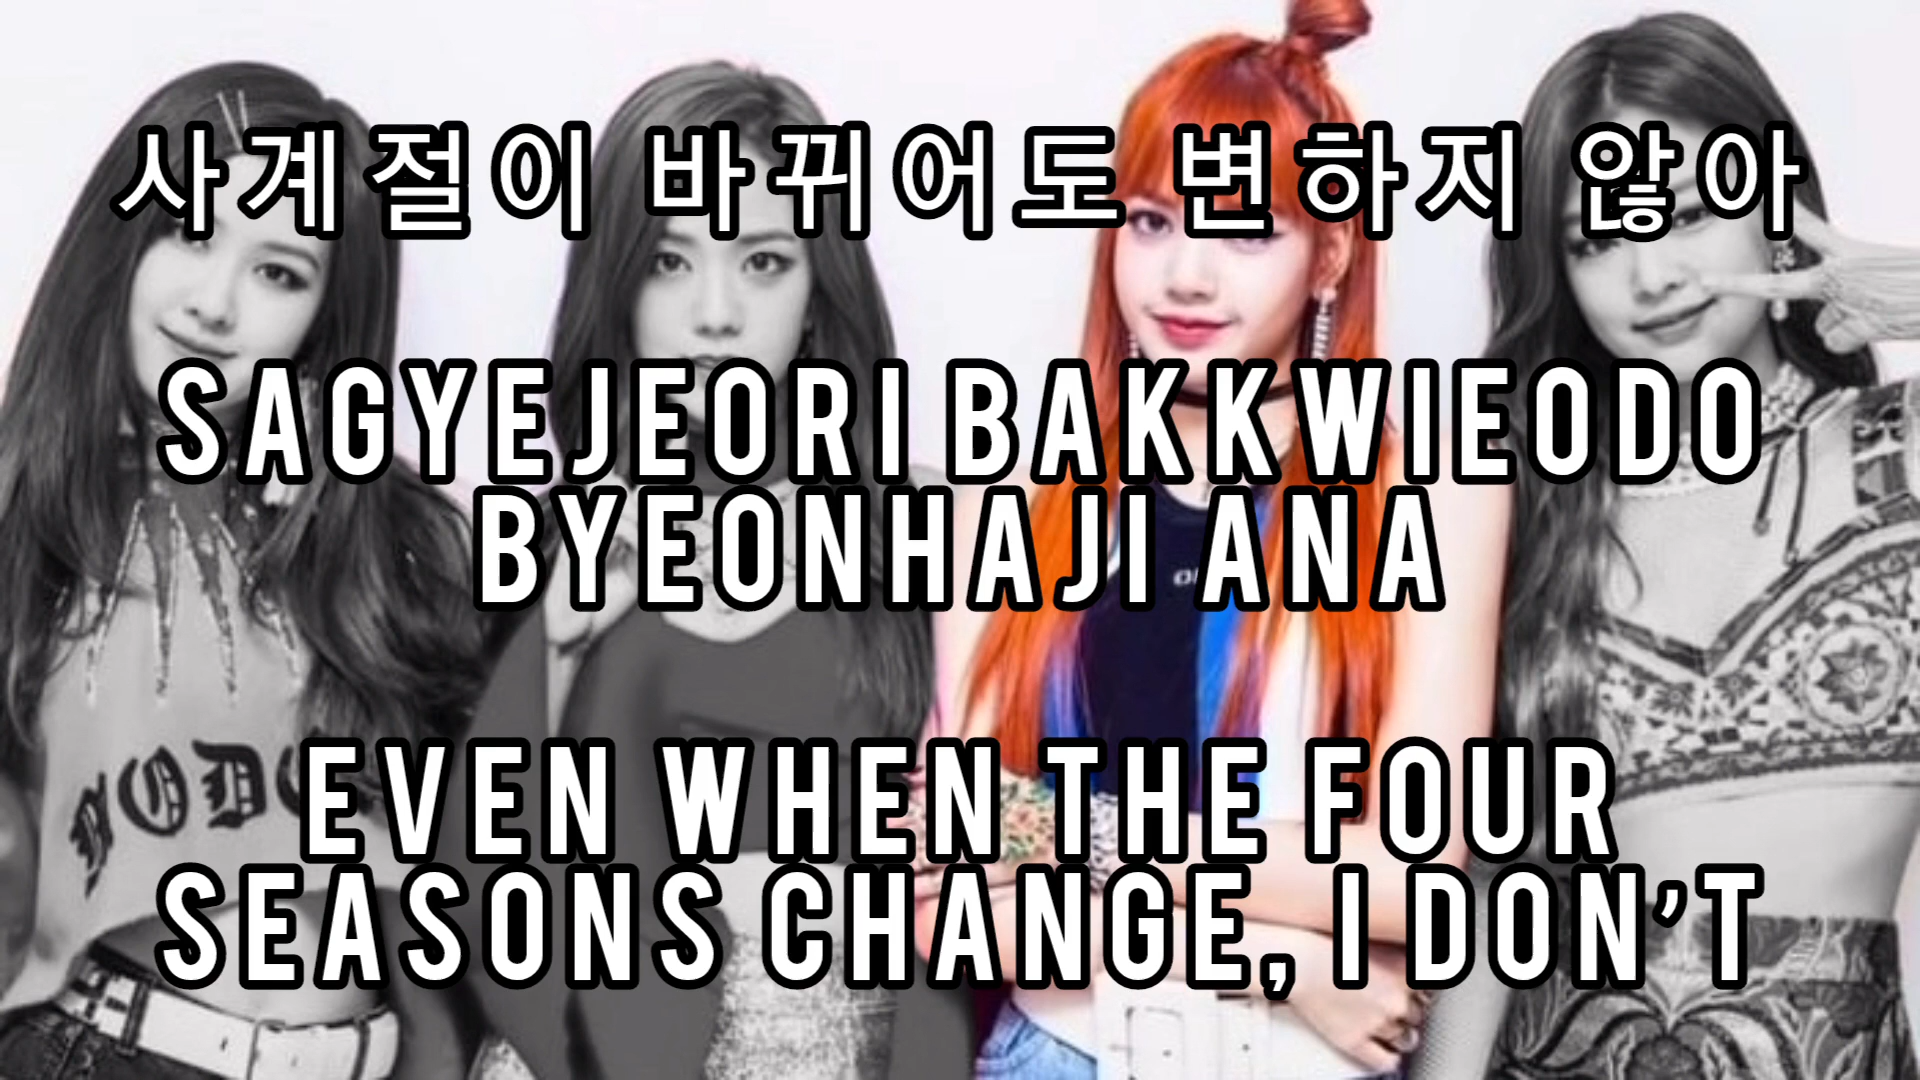 사계절이 바뀌어도 변하지 않아
SAGYEJEORI BAKKWIEODO
BYEONHAJI ANA
EVEN WHEN THE FOUR
SEASONS CHANGE, I DON'T